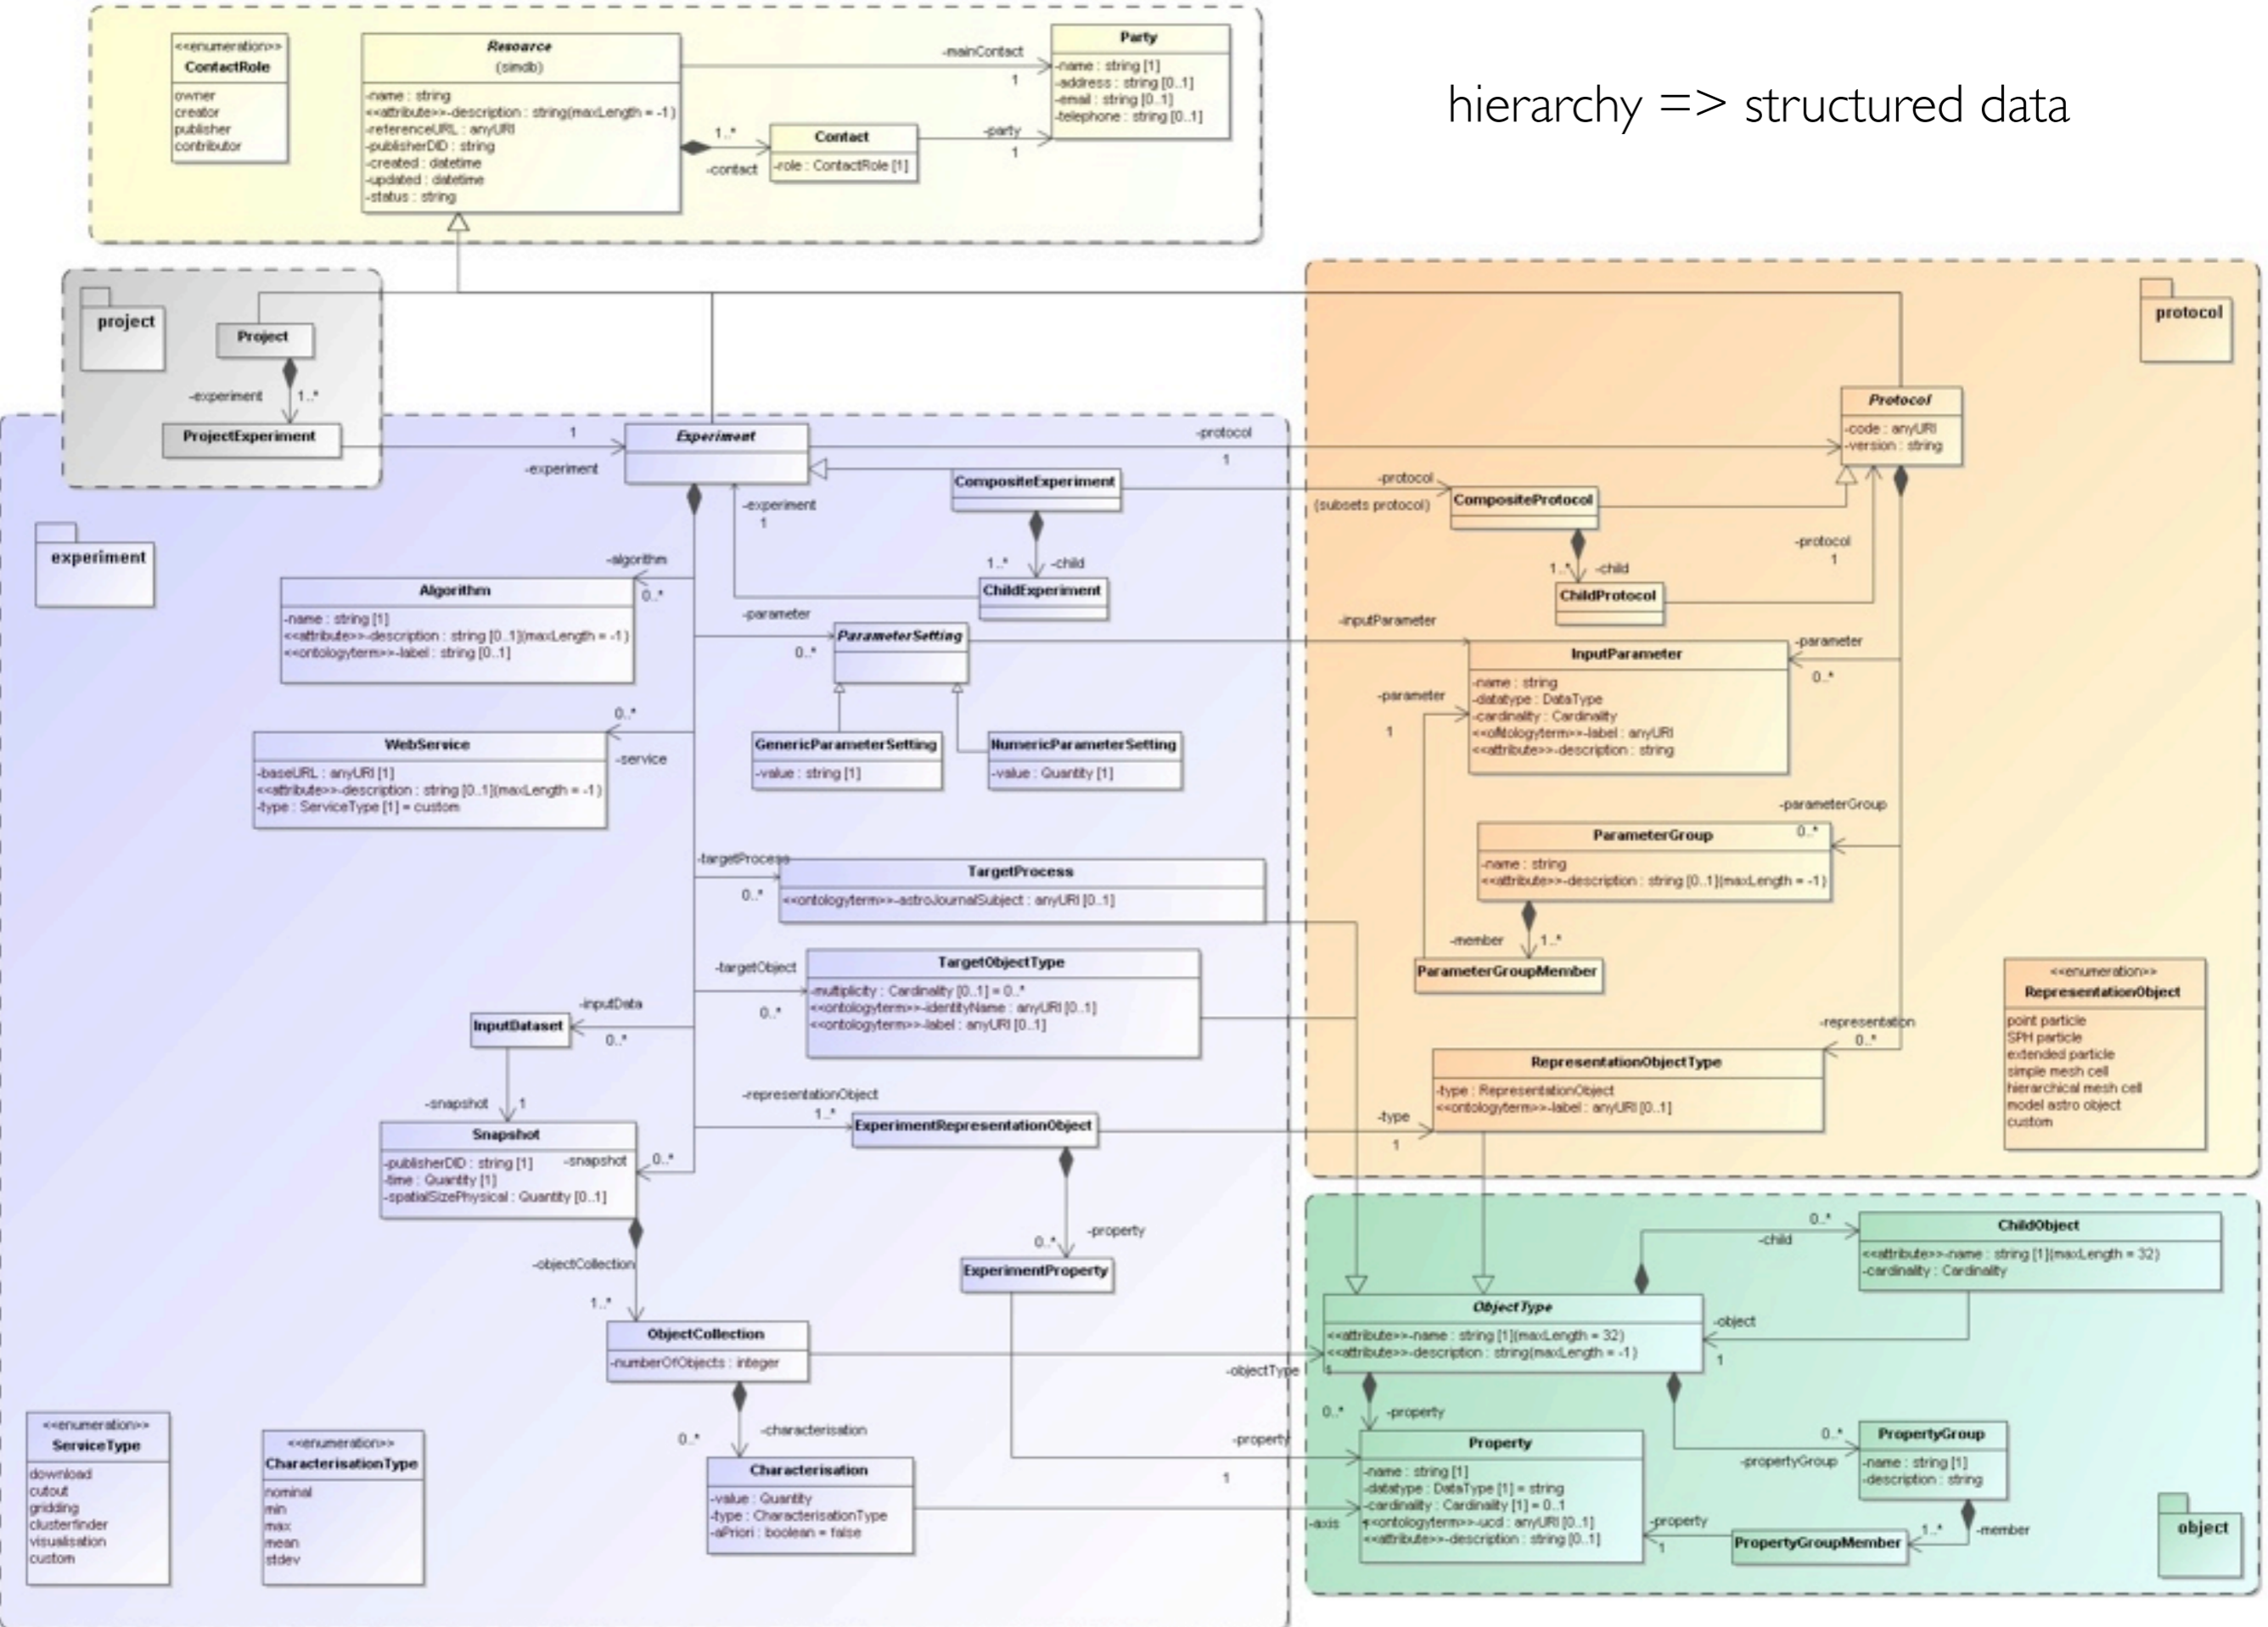 hierarchy => structured data
<<enumeration>>
ContactRole
owner
creator
publisher
contributor
Resource
(simdb)
-name : string
<<attribute>>-description : string{maxLength = -1}
-referenceURL : anyURI
-publisherDID : string
-created : datetime
-updated : datetime
-status : string
-mainContact
1
Party
-name : string [1]
-address : string [0..1]
-email : string [0..1]
-telephone : string [0..1]
1..*
-contact
Contact
-role : ContactRole [1]
-party
1
project
Project
-experiment
1..*
ProjectExperiment
1
-experiment
experiment
Experiment
-protocol
1
CompositeExperiment
-protocol
(subsets protocol)
-experiment
1
1..*
-child
ChildExperiment
-algorithm
0..*
Algorithm
-name : string [1]
<<attribute>>-description : string [0..1]{maxLength = -1}
<<ontologyterm>>-label : string [0..1]
-parameter
0..*
ParameterSetting
-inputParameter
GenericParameterSetting
-value : string [1]
NumericParameterSetting
-value : Quantity [1]
0..*
-service
WebService
-baseURL : anyURI [1]
<<attribute>>-description : string [0..1]{maxLength = -1}
-type : ServiceType [1] = custom
-targetProcess
0..*
TargetProcess
<<ontologyterm>>-astroJournalSubject : anyURI [0..1]
-targetObject
0..*
TargetObjectType
-multiplicity : Cardinality [0..1] = 0..*
<<ontologyterm>>-identityName : anyURI [0..1]
<<ontologyterm>>-label : anyURI [0..1]
-inputData
0..*
InputDataset
-snapshot
1
-representationObject
1..*
ExperimentRepresentationObject
-type
1
Snapshot
-publisherDID : string [1]
-time : Quantity [1]
-spatialSizePhysical : Quantity [0..1]
-snapshot
0..*
-property
0..*
ExperimentProperty
-objectCollection
1..*
ObjectCollection
-numberOfObjects : integer
-objectType
1
-characterisation
0..*
Characterisation
-value : Quantity
-type : CharacterisationType
-aPriori : boolean = false
-property
1
-axis
1
<<enumeration>>
ServiceType
download
cutout
gridding
clusterfinder
visualisation
custom
<<enumeration>>
CharacterisationType
nominal
min
max
mean
stdev
protocol
Protocol
-code : anyURI
-version : string
CompositeProtocol
1..*
-child
ChildProtocol
-protocol
1
InputParameter
-name : string
-datatype : DataType
-cardinality : Cardinality
-label : anyURI
<<attribute>>-description : string
-parameter
0..*
-parameter
1
-parameterGroup
0..*
ParameterGroup
-name : string
<<attribute>>-description : string [0..1]{maxLength = -1}
-member
1..*
ParameterGroupMember
-representation
0..*
RepresentationObjectType
-type : RepresentationObject
<<ontologyterm>>-label : anyURI [0..1]
<<enumeration>>
RepresentationObject
point particle
SPH particle
extended particle
simple mesh cell
hierarchical mesh cell
model astro object
custom
0..*
-child
ChildObject
<<attribute>>-name : string [1]{maxLength = 32}
-cardinality : Cardinality
ObjectType
<<attribute>>-name : string [1]{maxLength = 32}
<<attribute>>-description : string{maxLength = -1}
-object
1
0..*
-property
Property
-name : string [1]
-datatype : DataType [1] = string
-cardinality : Cardinality [1] = 0..1
<<ontologyterm>>-ucd : anyURI [0..1]
<<attribute>>-description : string [0..1]
0..*
-propertyGroup
PropertyGroup
-name : string [1]
-description : string
-property
1
PropertyGroupMember
1..*
-member
object